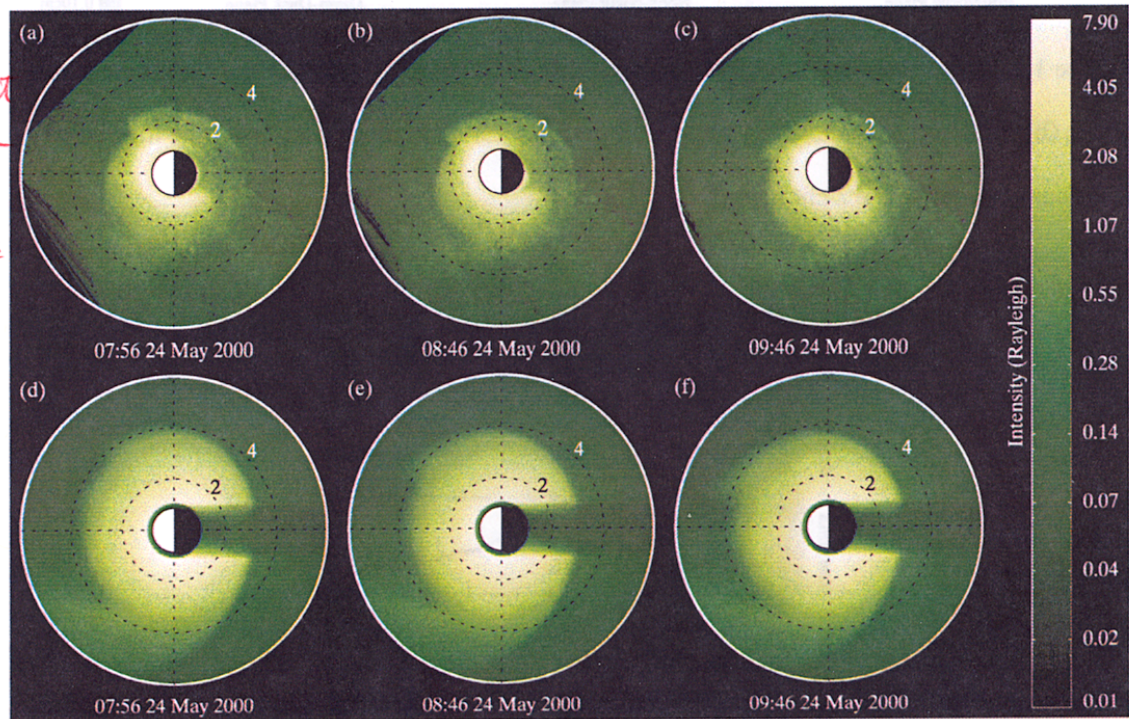 (a)
4
2
07:56 24 May 2000
(b)
4
2
08:46 24 May 2000
(c)
4
2
09:46 24 May 2000
(d)
4
2
07:56 24 May 2000
(e)
4
2
08:46 24 May 2000
(f)
4
2
09:46 24 May 2000
Intensity (Rayleigh)
7.90
4.05
2.08
1.07
0.55
0.28
0.14
0.07
0.04
0.02
0.01